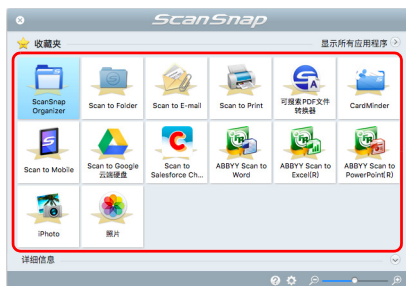 ScanSnap
收藏夹
显示所有应用程序
ScanSnap
Organizer
Scan to Folder
Scan to E-mail
Scan to Print
可搜索PDF文件
转换器
CardMinder
Scan to Mobile
Scan to Google
云端硬盘
Scan to
Salesforce Ch...
ABBYY Scan to
Word
ABBYY Scan to
Excel(R)
ABBYY Scan to
PowerPoint(R)
iPhoto
照片
详细信息